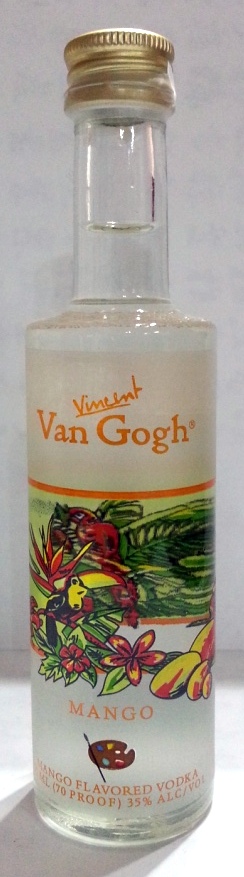 Vincent
Van Gogh®
MANGO
MANGO FLAVORED VODKA
(70 PROOF) 35% ALC/VOL